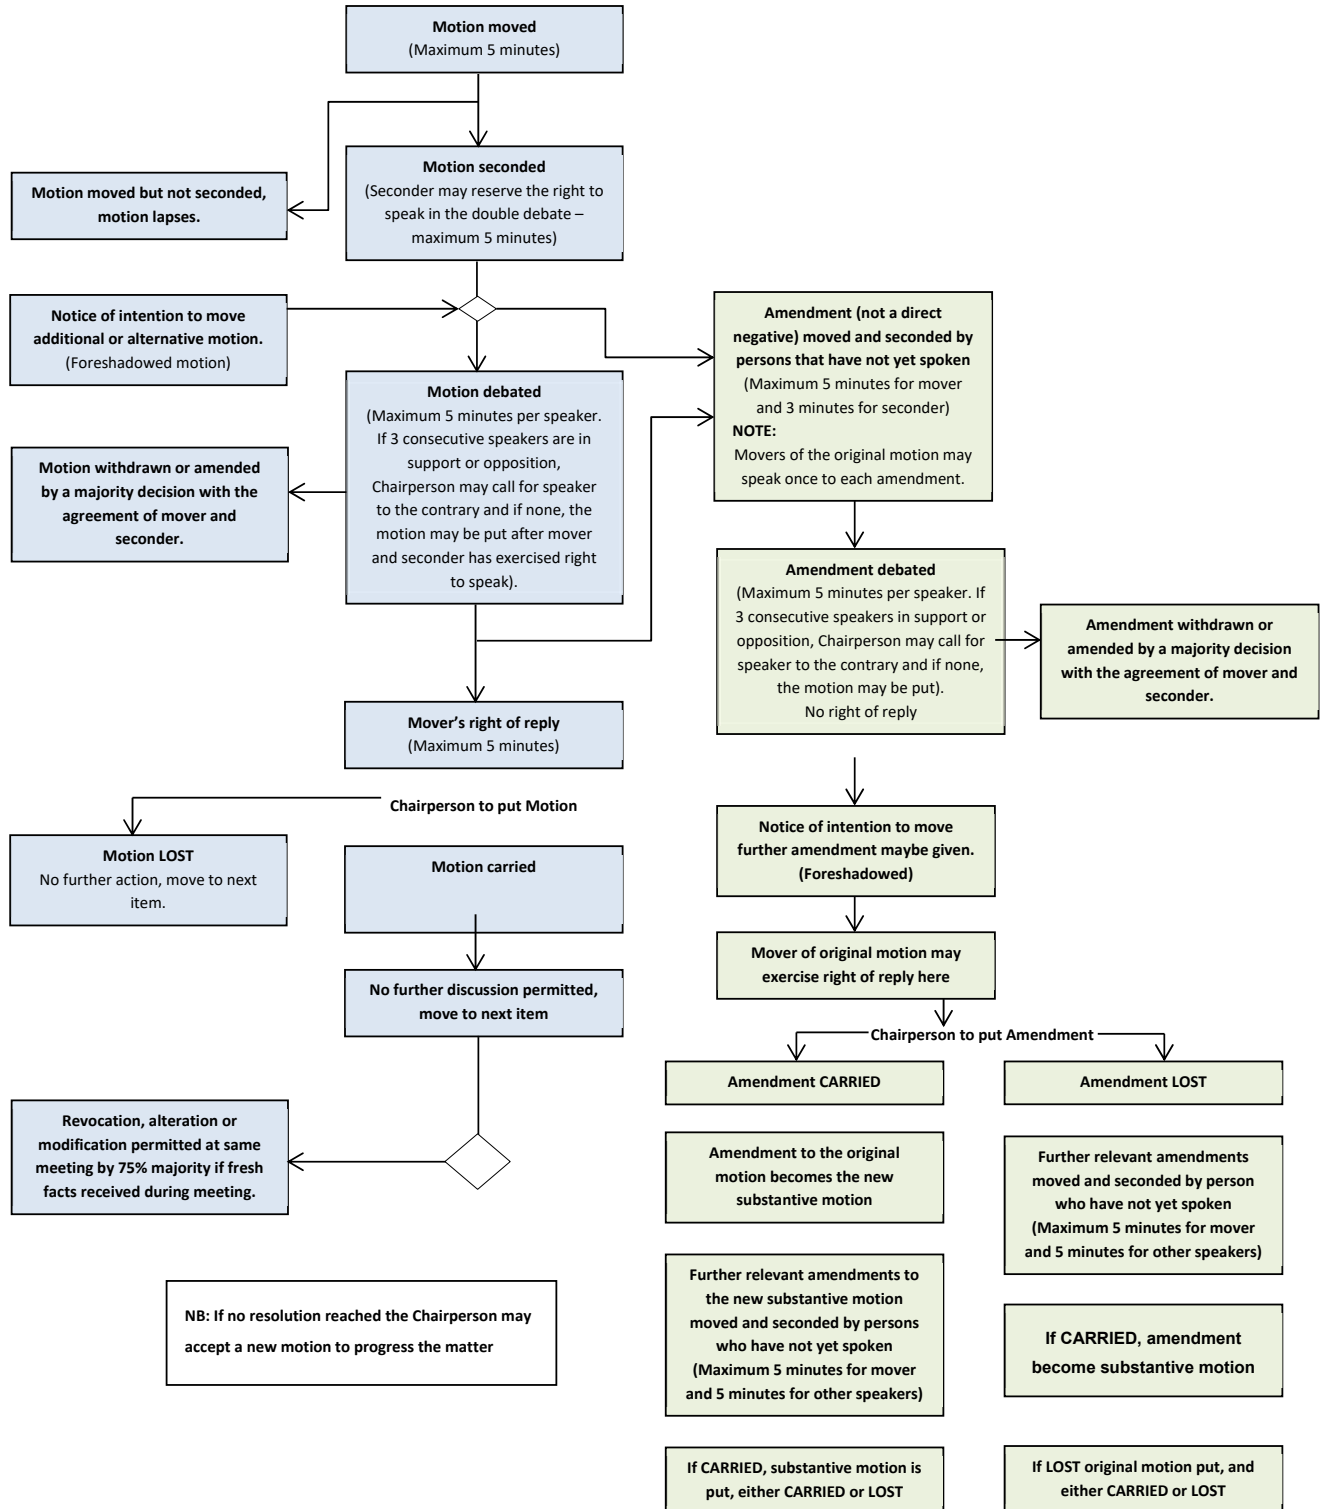 Motion moved
(Maximum 5 minutes)
Motion moved but not seconded,
motion lapses.
Motion seconded
(Seconder may reserve the right to
speak in the double debate –
maximum 5 minutes)
Notice of intention to move
additional or alternative motion.
(Foreshadowed motion)
Motion debated
(Maximum 5 minutes per speaker.
If 3 consecutive speakers are in
support or opposition,
Chairperson may call for speaker
to the contrary and if none, the
motion may be put after mover
and seconder has exercised right
to speak).
Motion withdrawn or amended
by a majority decision with the
agreement of mover and
seconder.
Mover’s right of reply
(Maximum 5 minutes)
Chairperson to put Motion
Motion LOST
No further action, move to next
item.
Motion carried
No further discussion permitted,
move to next item
Revocation, alteration or
modification permitted at same
meeting by 75% majority if fresh
facts received during meeting.
NB: If no resolution reached the Chairperson may
accept a new motion to progress the matter
Amendment (not a direct
negative) moved and seconded by
persons that have not yet spoken
(Maximum 5 minutes for mover
and 3 minutes for seconder)
NOTE:
Movers of the original motion may
speak once to each amendment.
Amendment debated
(Maximum 5 minutes per speaker. If
3 consecutive speakers in support or
opposition, Chairperson may call for
speaker to the contrary and if none,
the motion may be put).
No right of reply
Amendment withdrawn or
amended by a majority decision
with the agreement of mover and
seconder.
Notice of intention to move
further amendment maybe given.
(Foreshadowed)
Mover of original motion may
exercise right of reply here
Chairperson to put Amendment
Amendment CARRIED
Amendment to the original
motion becomes the new
substantive motion
Further relevant amendments to
the new substantive motion
moved and seconded by persons
who have not yet spoken
(Maximum 5 minutes for mover
and 5 minutes for other speakers)
If CARRIED, substantive motion is
put, either CARRIED or LOST
Amendment LOST
Further relevant amendments
moved and seconded by person
who have not yet spoken
(Maximum 5 minutes for mover
and 5 minutes for other speakers)
If CARRIED, amendment
become substantive motion
If LOST original motion put, and
either CARRIED or LOST